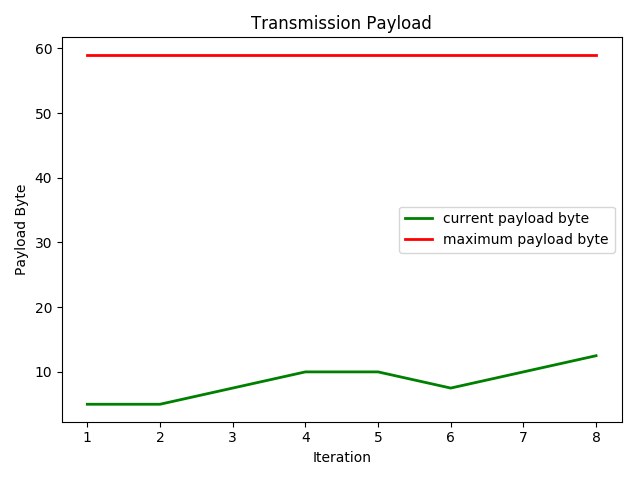 Transmission Payload
60
50
40
30
20
10
Payload Byte
current payload byte
maximum payload byte
1 2 3 4 5 6 7 8
Iteration